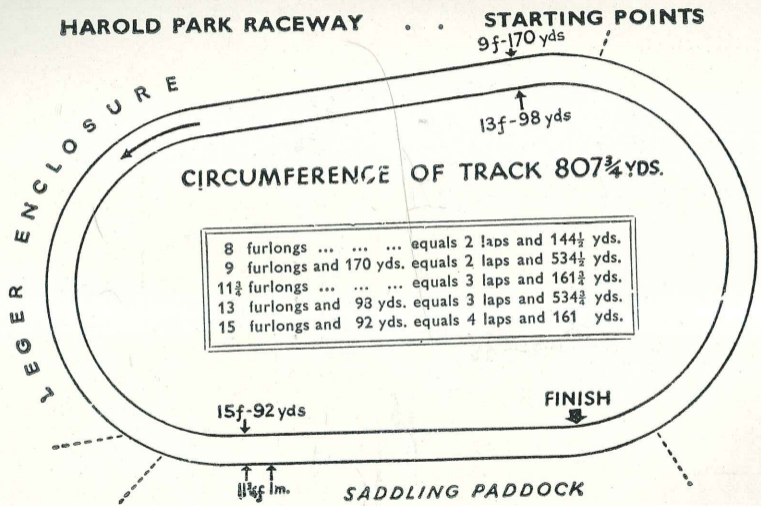 HAROLD PARK RACEWAY . . STARTING POINTS
9f-170 yds
13f-98 yds
LEGER ENCLOSURE
CIRCUMFERENCE OF TRACK 807¾ YDS.
8 furlongs ... ... ... equals 2 laps and 144½ yds.
9 furlongs and 170 yds. equals 2 laps and 534½ yds.
11¾ furlongs ... ... ... equals 3 laps and 161¾ yds.
13 furlongs and 98 yds. equals 3 laps and 534¾ yds.
15 furlongs and 92 yds. equals 4 laps and 161 yds.
15f-92 yds
FINISH
11¾f 1m.
SADDLING PADDOCK